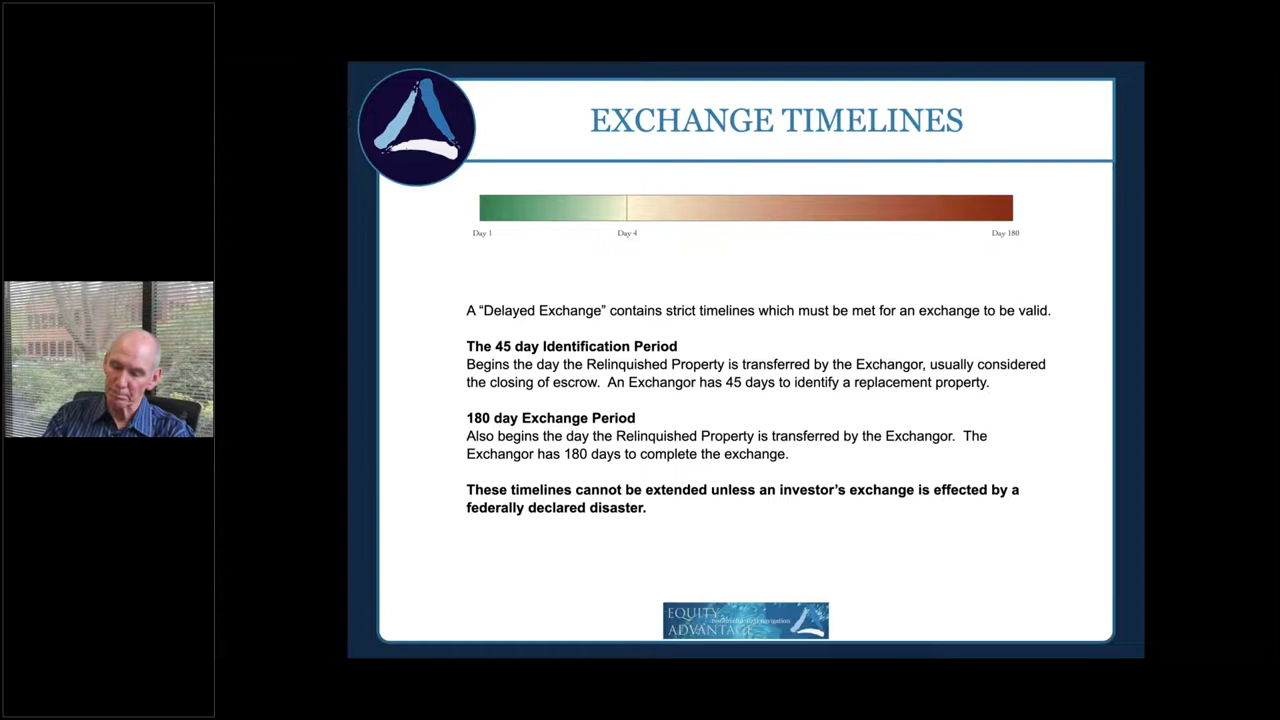 EXCHANGE TIMELINES
Day 1
Day 4
Day 180
A “Delayed Exchange” contains strict timelines which must be met for an exchange to be valid.
The 45 day Identification Period
Begins the day the Relinquished Property is transferred by the Exchangor, usually considered
the closing of escrow. An Exchangor has 45 days to identify a replacement property.
180 day Exchange Period
Also begins the day the Relinquished Property is transferred by the Exchangor. The
Exchangor has 180 days to complete the exchange.
These timelines cannot be extended unless an investor’s exchange is effected by a
federally declared disaster.
EQUITY
navigation
ADVANTAGE